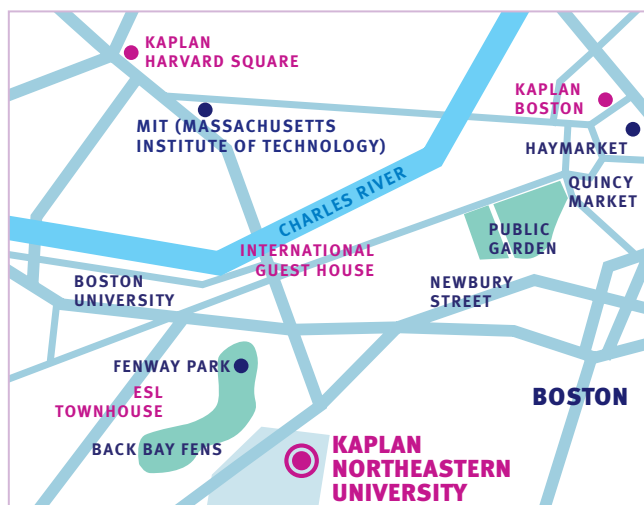 KAPLAN
HARVARD SQUARE
KAPLAN
BOSTON
MIT (MASSACHUSETTS
INSTITUTE OF TECHNOLOGY)
HAYMARKET
QUINCY
MARKET
CHARLES RIVER
PUBLIC
GARDEN
INTERNATIONAL
GUEST HOUSE
BOSTON
UNIVERSITY
NEWBURY
STREET
FENWAY PARK
ESL
TOWNHOUSE
BOSTON
BACK BAY FENS
KAPLAN
NORTHEASTERN
UNIVERSITY